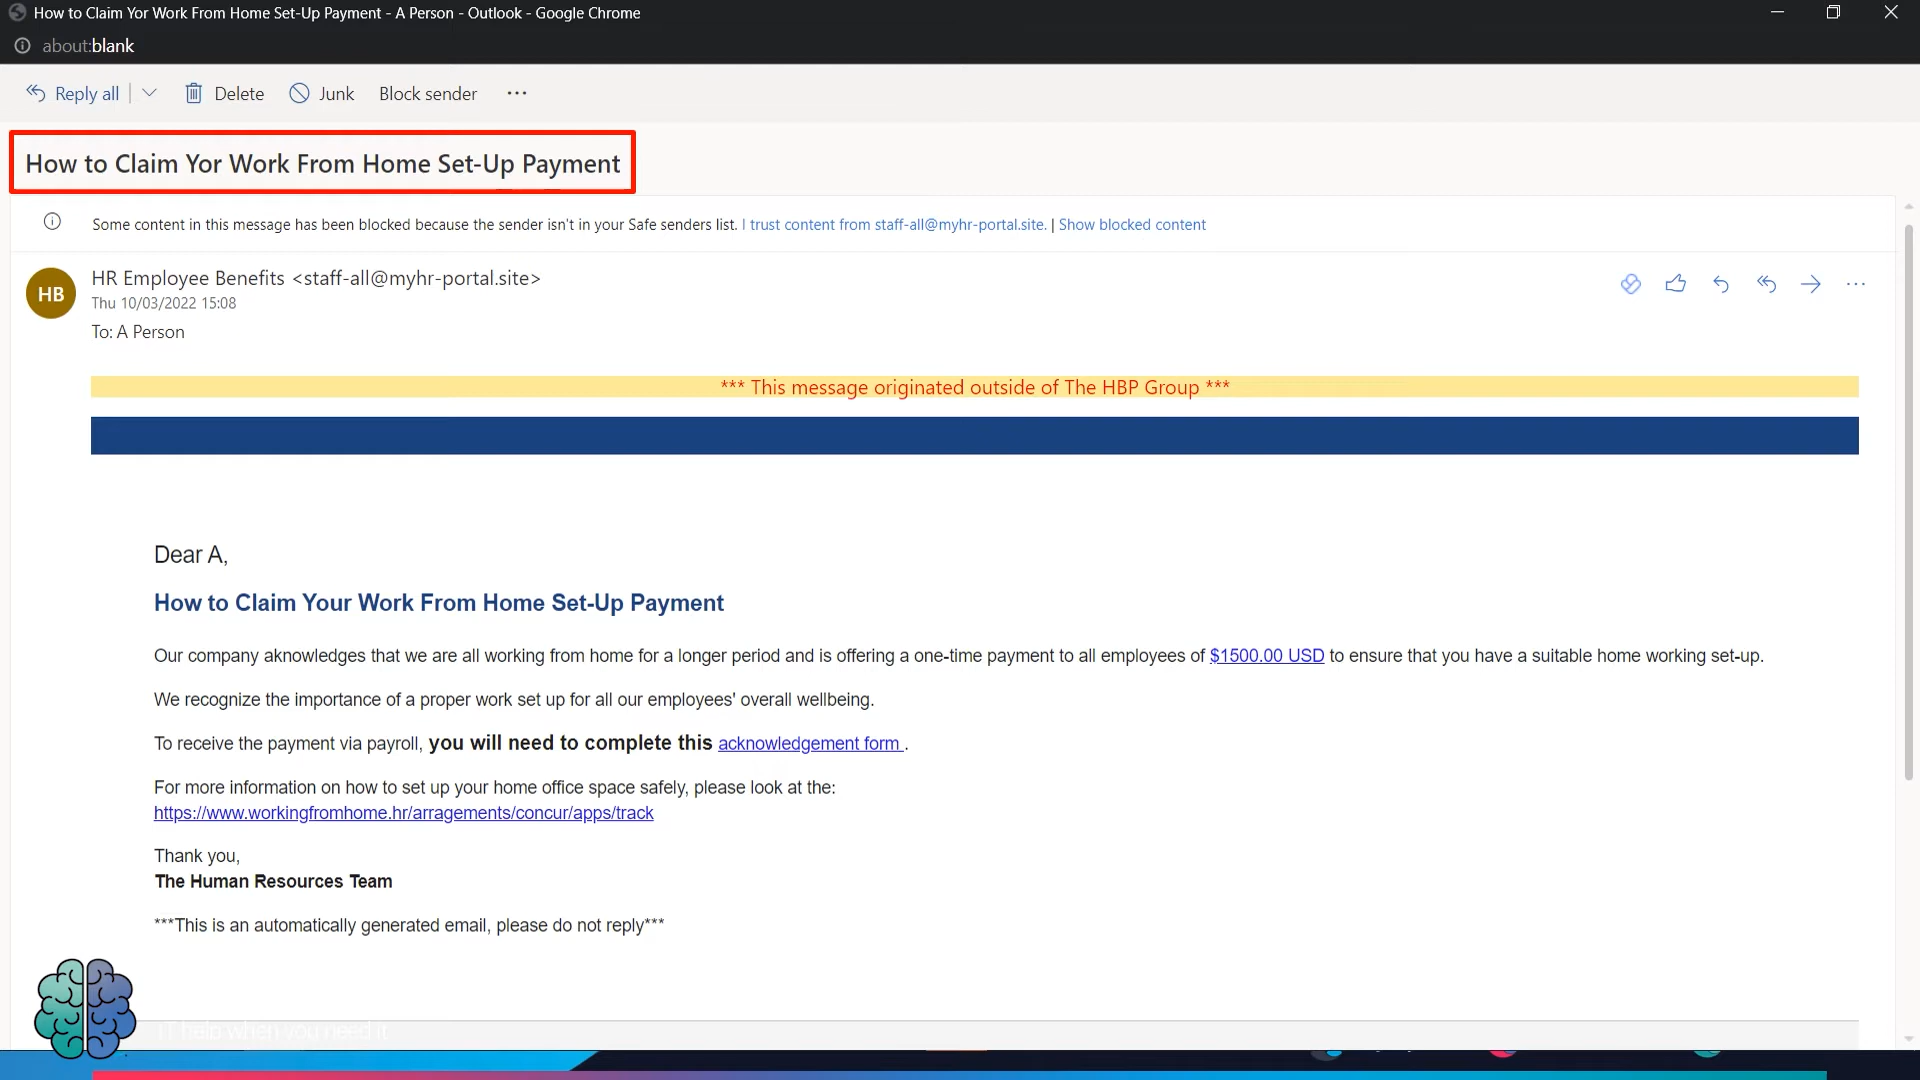 How to Claim Yor Work From Home Set-Up Payment - A Person - Outlook - Google Chrome
about:blank
Reply all Delete Junk Block sender ...
How to Claim Yor Work From Home Set-Up Payment
Some content in this message has been blocked because the sender isn't in your Safe senders list. I trust content from staff-all@myhr-portal.site. | Show blocked content
HB
HR Employee Benefits <staff-all@myhr-portal.site>
Thu 10/03/2022 15:08
To: A Person
*** This message originated outside of The HBP Group ***
Dear A,
How to Claim Your Work From Home Set-Up Payment
Our company aknowledges that we are all working from home for a longer period and is offering a one-time payment to all employees of $1500.00 USD to ensure that you have a suitable home working set-up.
We recognize the importance of a proper work set up for all our employees' overall wellbeing.
To receive the payment via payroll, you will need to complete this acknowledgement form .
For more information on how to set up your home office space safely, please look at the:
https://www.workingfromhome.hr/arragements/concur/apps/track
Thank you,
The Human Resources Team
***This is an automatically generated email, please do not reply***
IT help when you need it